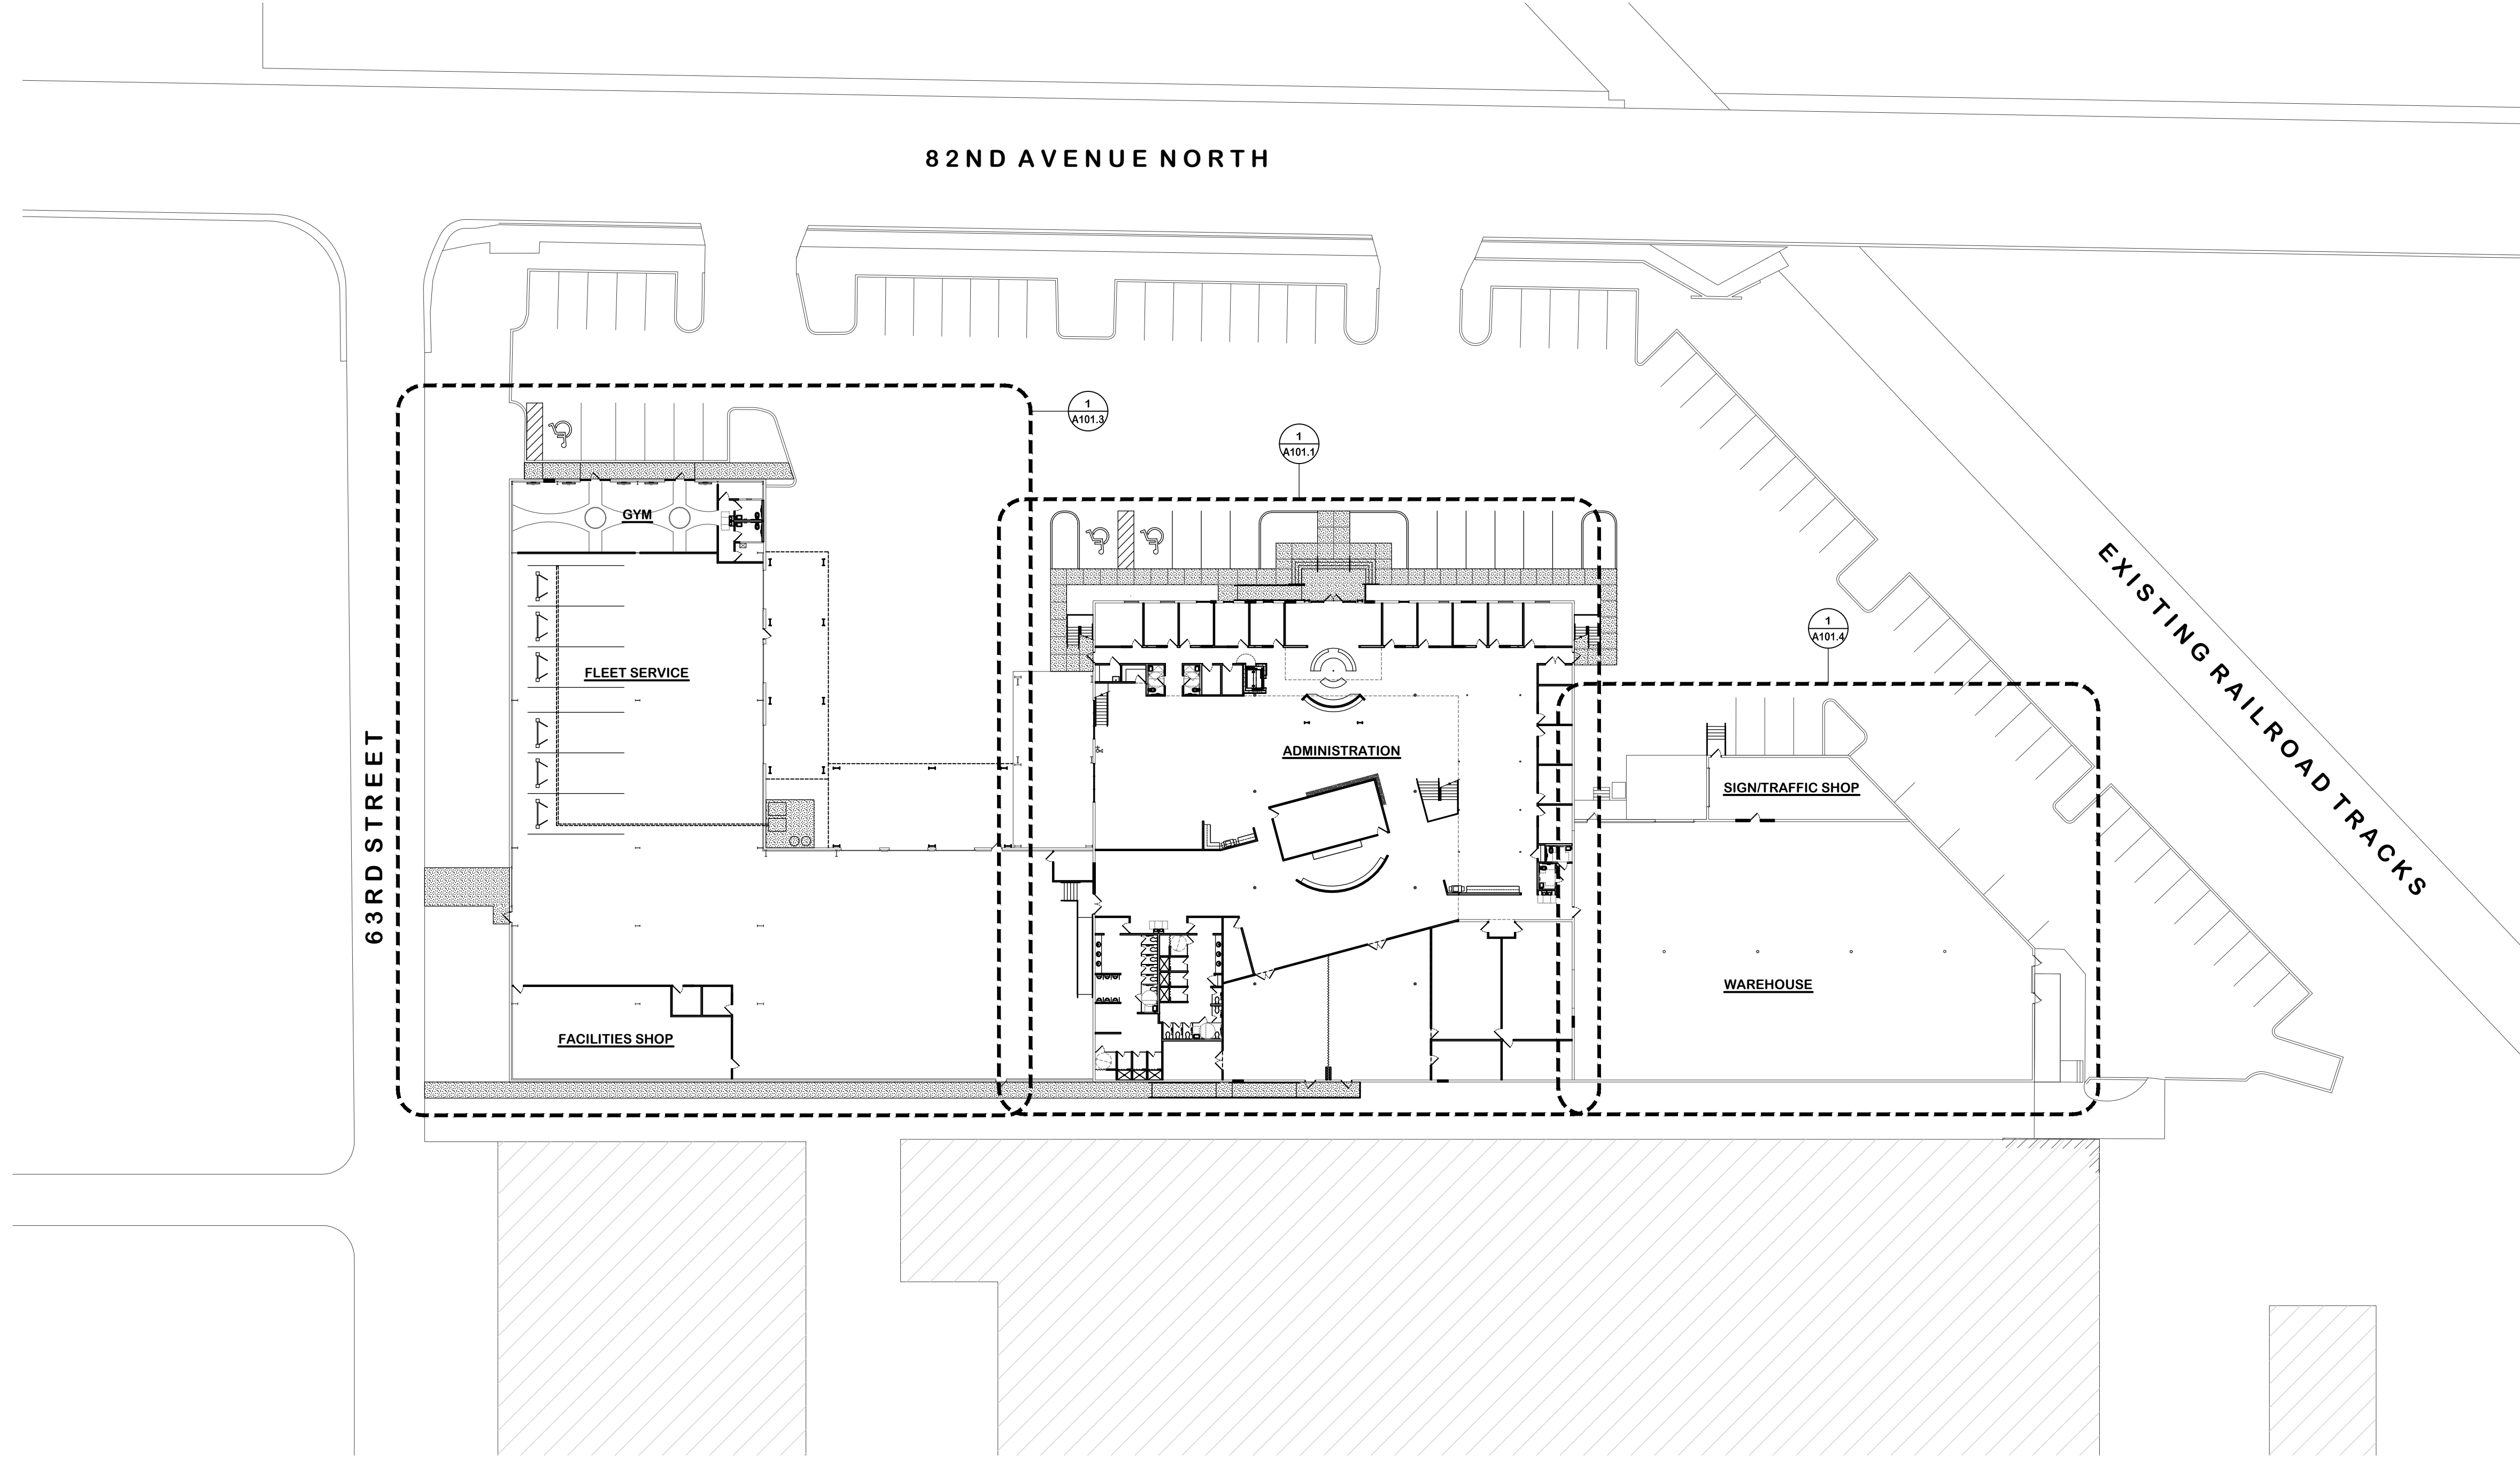 82ND AVENUE NORTH
1
A101.3
1
A101.1
GYM
EXISTING RAILROAD TRACKS
1
A101.4
FLEET SERVICE
63RD STREET
ADMINISTRATION
SIGN/TRAFFIC SHOP
WAREHOUSE
FACILITIES SHOP